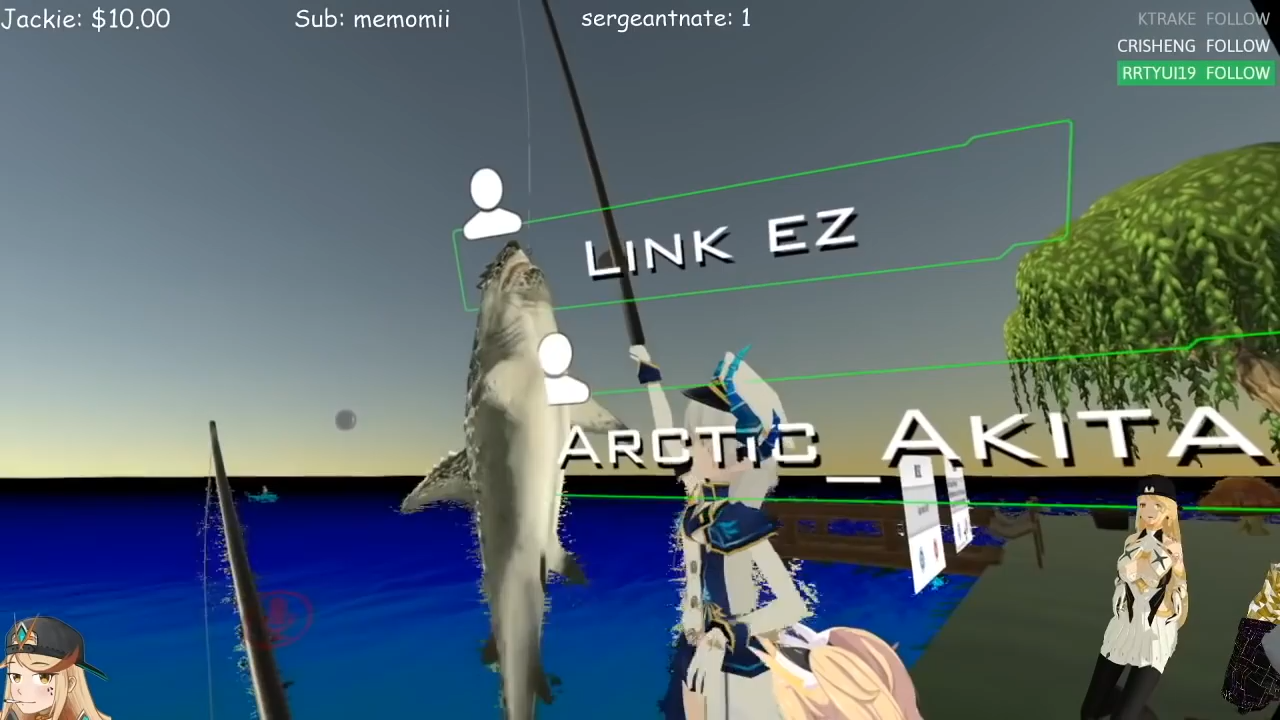 Jackie: $10.00
Sub: memomii
sergeantnate: 1
KTRAKE FOLLOW
CRISHENG FOLLOW
RRTYUI19 FOLLOW
LINK EZ
ARCTIC_AKITA